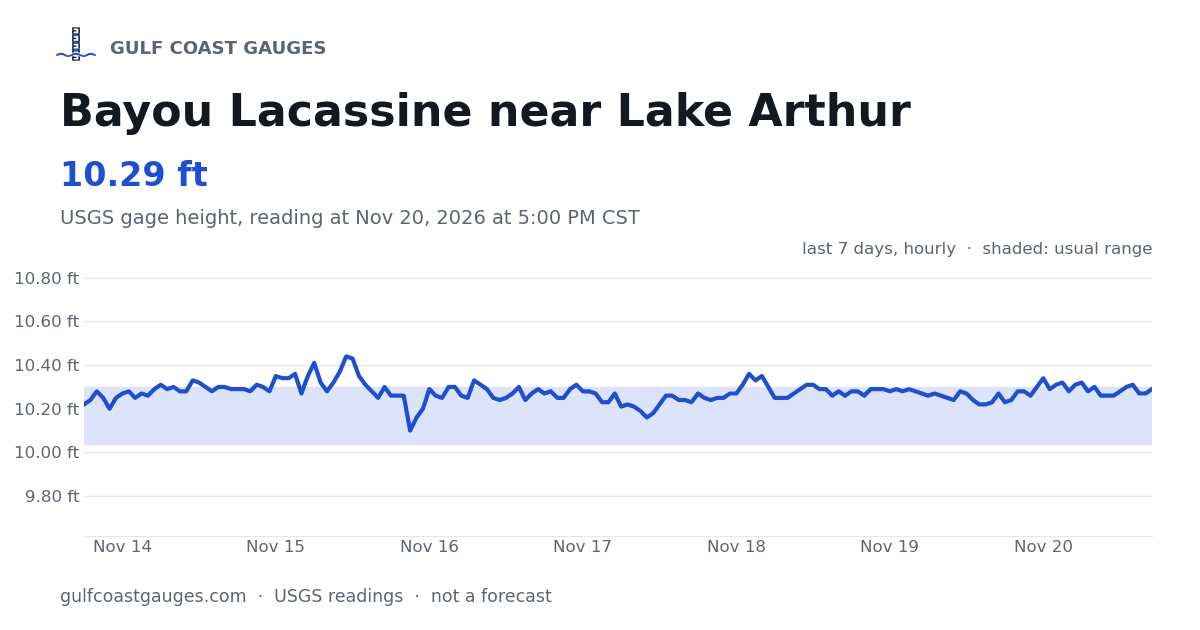 GULF COAST GAUGES
Bayou Lacassine near Lake Arthur
10.29 ft
USGS gage height, reading at Nov 20, 2026 at 5:00 PM CST
last 7 days, hourly · shaded: usual range
10.80 ft
10.60 ft
10.40 ft
10.20 ft
10.00 ft
9.80 ft
Nov 14 Nov 15 Nov 16 Nov 17 Nov 18 Nov 19 Nov 20
gulfcoastgauges.com · USGS readings · not a forecast